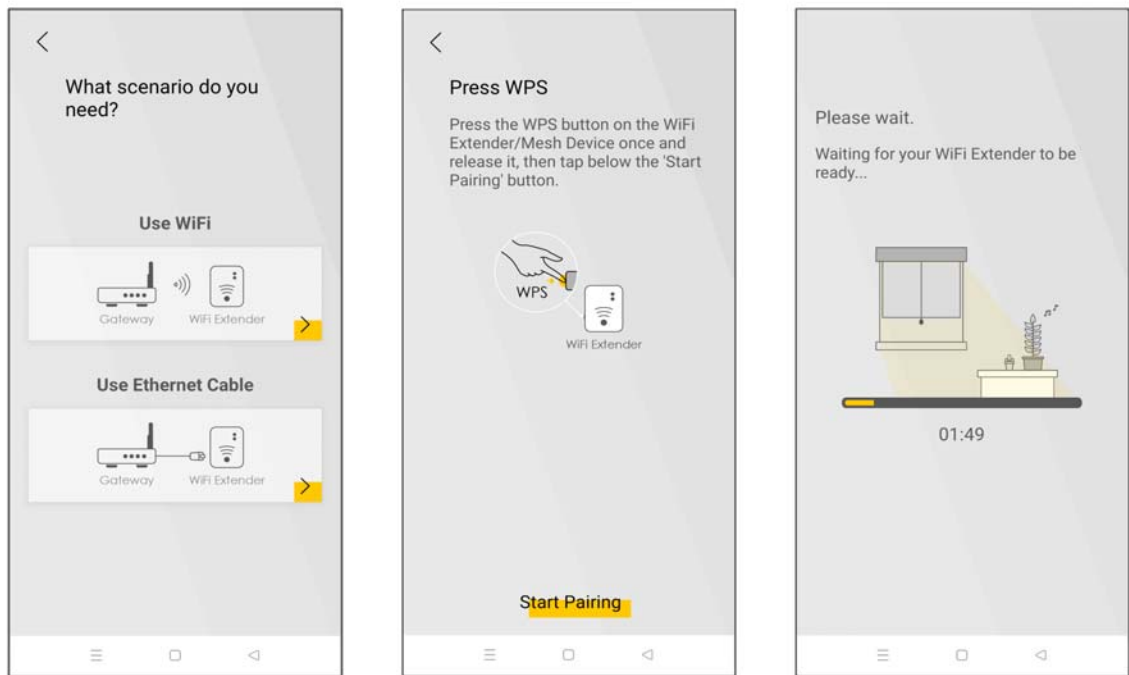 What scenario do you
need?
Use WiFi
Gateway
WiFi Extender
Use Ethernet Cable
Gateway
WiFi Extender
Press WPS
Press the WPS button on the WiFi
Extender/Mesh Device once and
release it, then tap below the 'Start
Pairing' button.
WPS
WiFi Extender
Start Pairing
Please wait.
Waiting for your WiFi Extender to be
ready...
01:49